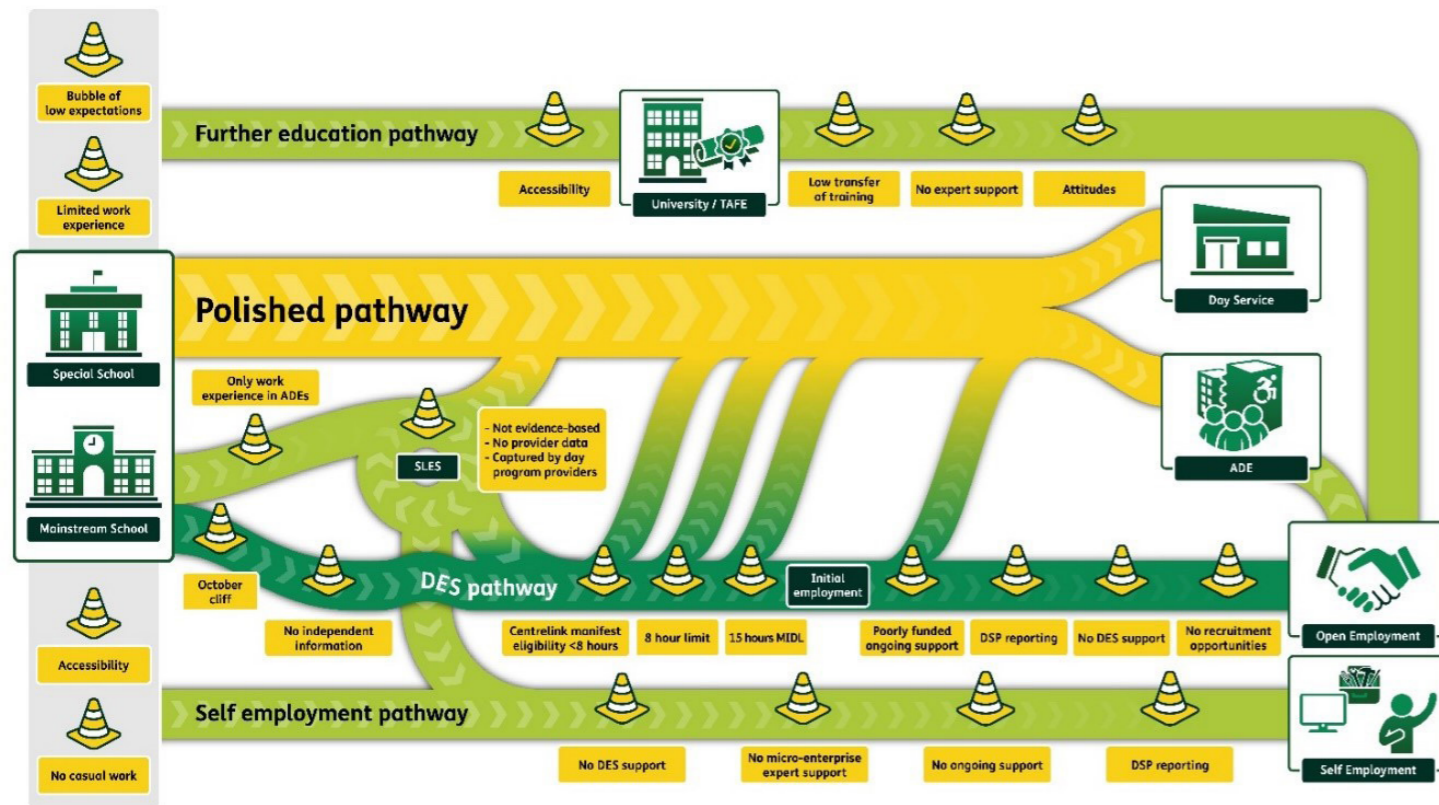 Bubble of
low expectations
Limited work
experience
Special School
Mainstream School
Accessibility
No casual work
Further education pathway
Accessibility
University / TAFE
Low transfer
of training
No expert support
Attitudes
Polished pathway
Day Service
ADE
Only work
experience in ADEs
SLES
- Not evidence-based
- No provider data
- Captured by day
program providers
October
cliff
No independent
information
DES pathway
Centrelink manifest
eligibility <8 hours
8 hour limit
15 hours MIDL
Initial
employment
Poorly funded
ongoing support
DSP reporting
No DES support
No recruitment
opportunities
Open Employment
Self employment pathway
No DES support
No micro-enterprise
expert support
No ongoing support
DSP reporting
Self Employment